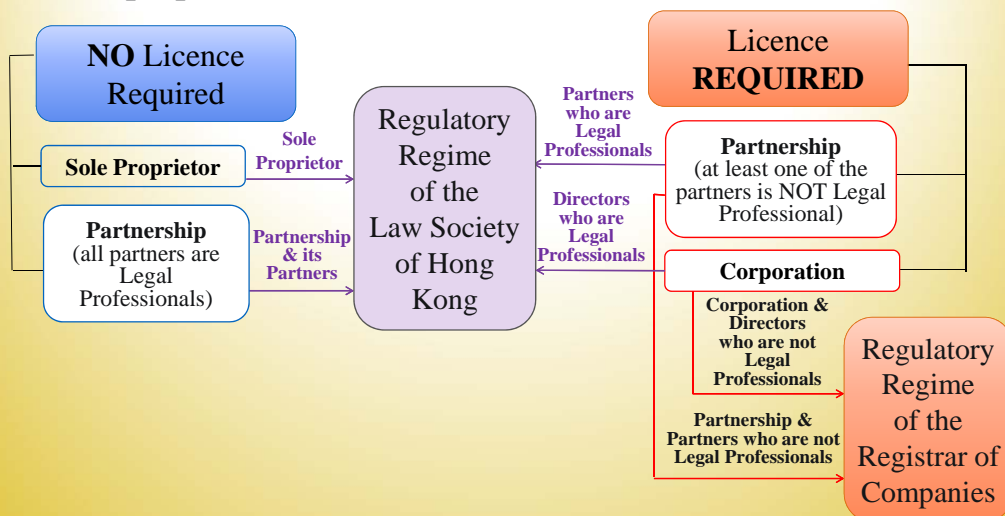 NO Licence
Required
Sole Proprietor
Partnership
(all partners are
Legal
Professionals)
Sole
Proprietor
Partnership
& its
Partners
Regulatory
Regime
of the
Law Society
of Hong
Kong
Partners
who are
Legal
Professionals
Directors
who are
Legal
Professionals
Licence
REQUIRED
Partnership
(at least one of the
partners is NOT Legal
Professional)
Corporation
Corporation &
Directors
who are not
Legal
Professionals
Partnership &
Partners who are not
Legal Professionals
Regulatory
Regime
of the
Registrar of
Companies